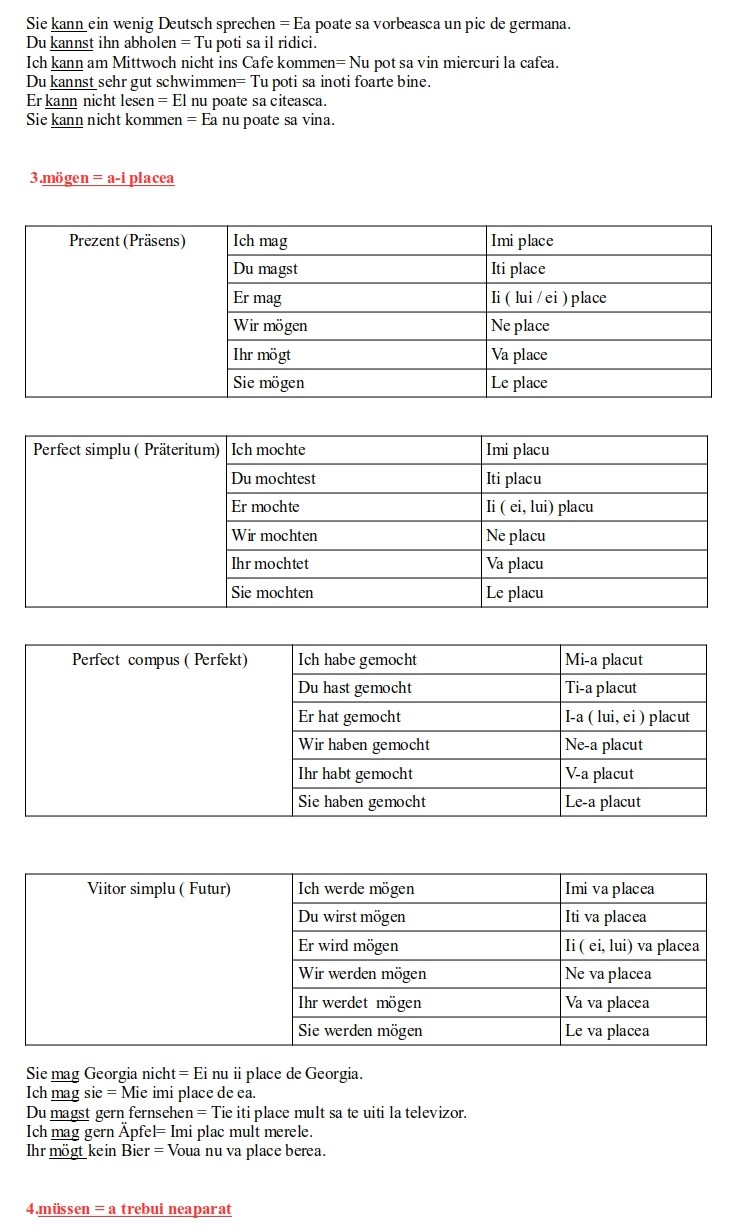 Sie kann ein wenig Deutsch sprechen = Ea poate sa vorbeasca un pic de germana.
Du kannst ihn abholen = Tu poti sa il ridici.
Ich kann am Mittwoch nicht ins Cafe kommen= Nu pot sa vin miercuri la cafea.
Du kannst sehr gut schwimmen= Tu poti sa inoti foarte bine.
Er kann nicht lesen = El nu poate sa citeasca.
Sie kann nicht kommen = Ea nu poate sa vina.
3.mögen = a-i placea
Prezent (Präsens) Ich mag Imi place
Du magst Iti place
Er mag Ii ( lui / ei ) place
Wir mögen Ne place
Ihr mögt Va place
Sie mögen Le place
Perfect simplu ( Präteritum) Ich mochte Imi placu
Du mochtest Iti placu
Er mochte Ii ( ei, lui) placu
Wir mochten Ne placu
Ihr mochtet Va placu
Sie mochten Le placu
Perfect compus ( Perfekt) Ich habe gemocht Mi-a placut
Du hast gemocht Ti-a placut
Er hat gemocht I-a ( lui, ei ) placut
Wir haben gemocht Ne-a placut
Ihr habt gemocht V-a placut
Sie haben gemocht Le-a placut
Viitor simplu ( Futur) Ich werde mögen Imi va placea
Du wirst mögen Iti va placea
Er wird mögen Ii ( ei, lui) va placea
Wir werden mögen Ne va placea
Ihr werdet mögen Va va placea
Sie werden mögen Le va placea
Sie mag Georgia nicht = Ei nu ii place de Georgia.
Ich mag sie = Mie imi place de ea.
Du magst gern fernsehen = Tie iti place mult sa te uiti la televizor.
Ich mag gern Äpfel= Imi plac mult merele.
Ihr mögt kein Bier = Voua nu va place berea.
4.müssen = a trebui neaparat